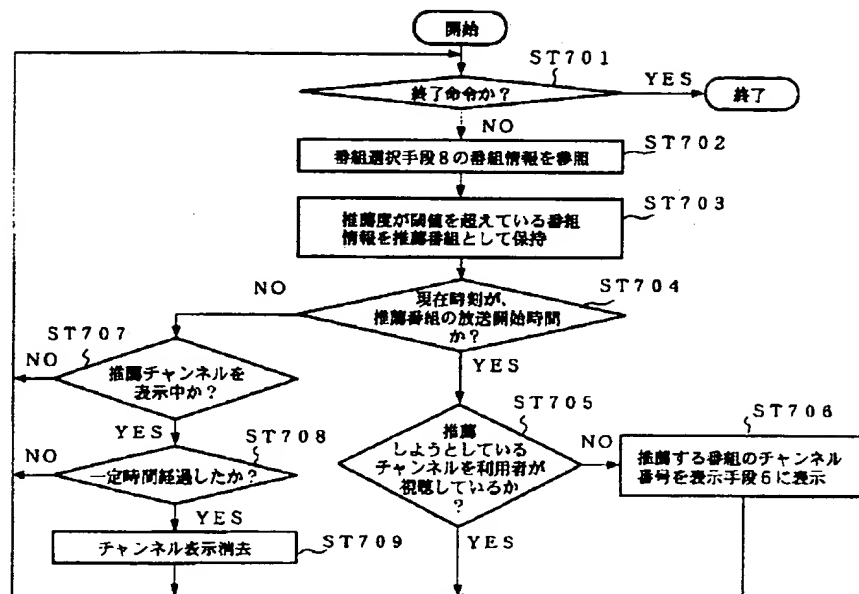 開始
ST701
終了命令か?
YES
終了
NO
番組選択手段8の番組情報を参照
ST702
推薦度が閾値を超えている番組
情報を推薦番組として保持
ST703
現在時刻が、
推薦番組の放送開始時間
か?
ST704
NO
YES
ST707
推薦チャンネルを
表示中か?
NO
YES
ST708
一定時間経過したか?
NO
YES
チャンネル表示消去
ST709
ST705
推薦
しようとしている
チャンネルを利用者が
視聴しているか
?
NO
YES
ST706
推薦する番組のチャンネル
番号を表示手段6に表示